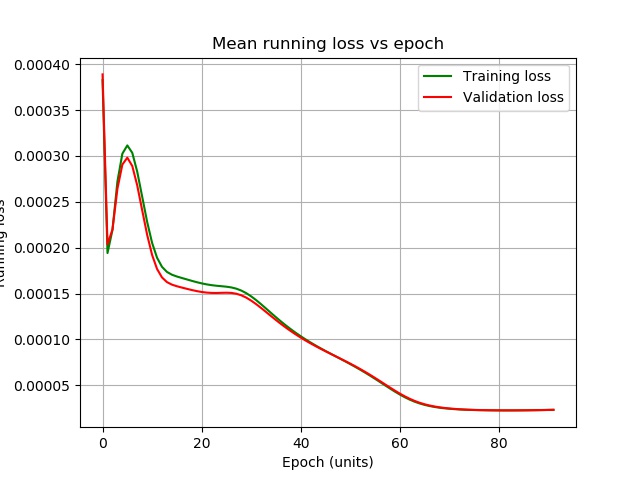 Mean running loss vs epoch
Training loss
Validation loss
0.00040
0.00035
0.00030
0.00025
0.00020
0.00015
0.00010
0.00005
Running loss
0
20
40
60
80
Epoch (units)